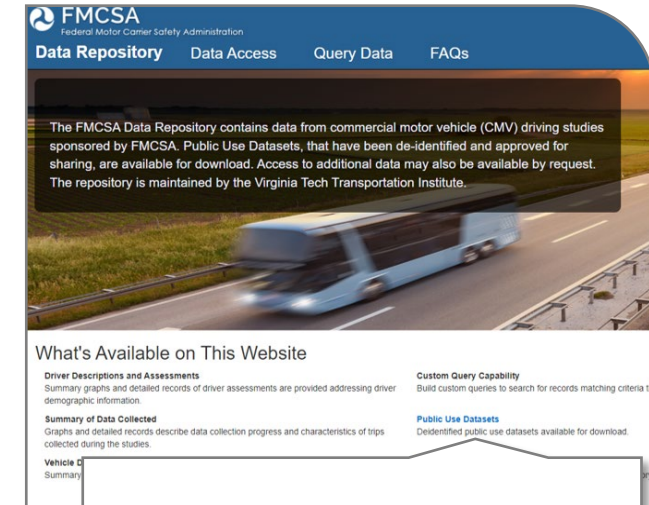 FMCSA
Federal Motor Carrier Safety Administration
Data Repository Data Access Query Data FAQs
The FMCSA Data Repository contains data from commercial motor vehicle (CMV) driving studies
sponsored by FMCSA. Public Use Datasets, that have been de-identified and approved for
sharing, are available for download. Access to additional data may also be available by request.
The repository is maintained by the Virginia Tech Transportation Institute.
What's Available on This Website
Driver Descriptions and Assessments
Summary graphs and detailed records of driver assessments are provided addressing driver
demographic information.
Summary of Data Collected
Graphs and detailed records describe data collection progress and characteristics of trips
collected during the studies.
Vehicle
Summary
Custom Query Capability
Build custom queries to search for records matching criteria
Public Use Datasets
Deidentified public use datasets available for download.